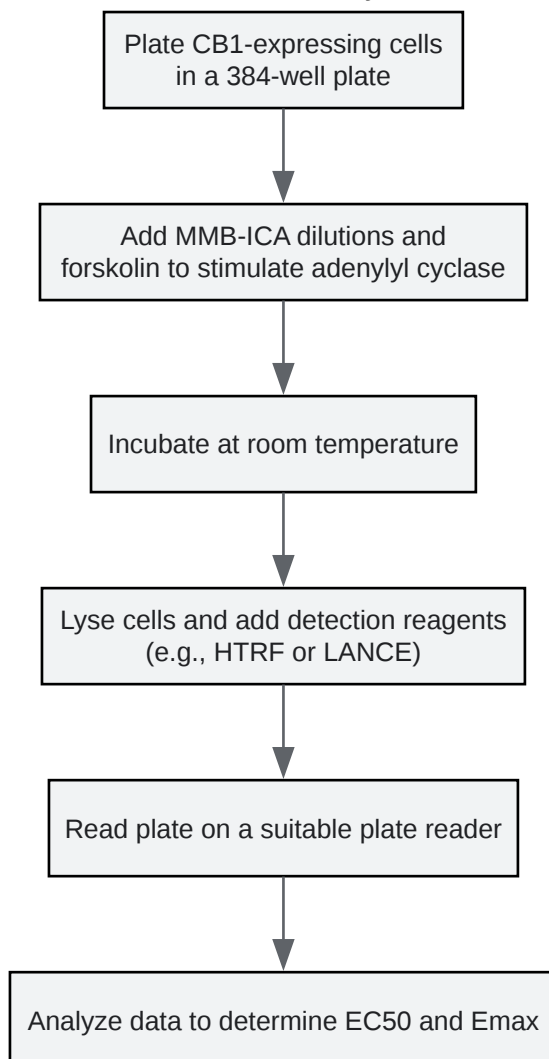 Plate CB1-expressing cells
in a 384-well plate
Add MMB-ICA dilutions and
forskolin to stimulate adenylyl cyclase
Incubate at room temperature
Lyse cells and add detection reagents
(e.g., HTRF or LANCE)
Read plate on a suitable plate reader
Analyze data to determine EC50 and Emax